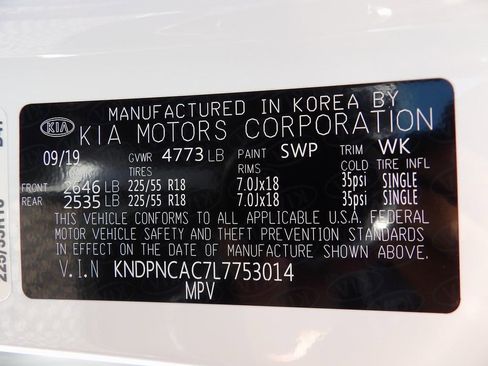 MANUFACTURED IN KOREA BY
KIA KIA MOTORS CORPORATION
09/19 GVWR 4773 LB PAINT SWP TRIM WK
TIRE RIMS COLD TIRE INFL
FRONT 2646 LB 225/55 R18 7.0Jx18 35psi SINGLE
REAR 2535 LB 225/55 R18 7.0Jx18 35psi SINGLE
THIS VEHICLE CONFORMS TO ALL APPLICABLE U.S.A. FEDERAL
MOTOR VEHICLE SAFETY AND THEFT PREVENTION STANDARDS
IN EFFECT ON THE DATE OF MANUFACTURE SHOWN ABOVE.
V.I.N KNDPNCAC7L7753014
MPV